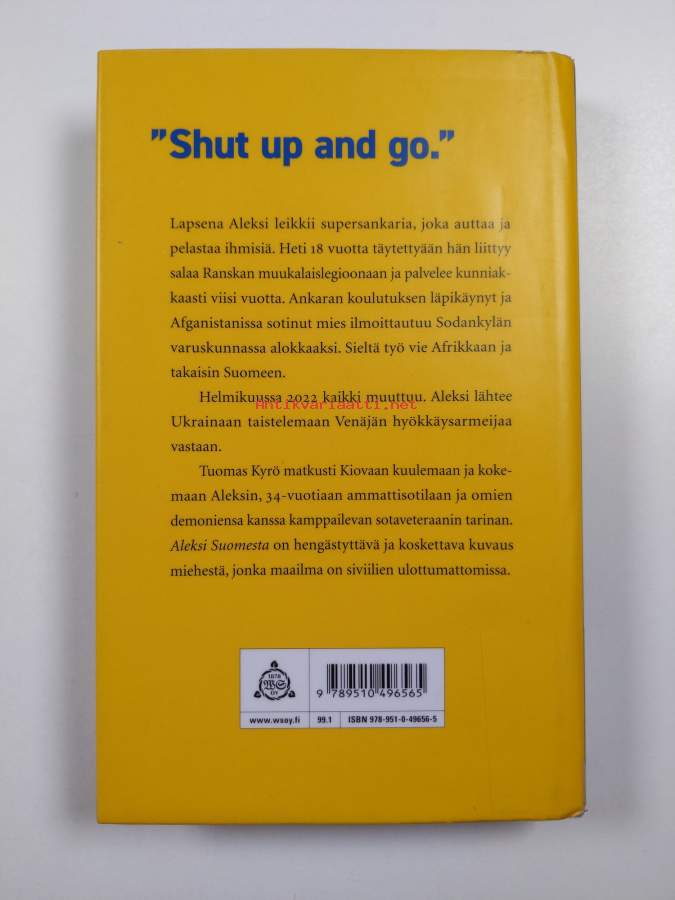 "Shut up and go."
Lapsena Aleksi leikkii supersankaria, joka auttaa ja
pelastaa ihmisiä. Heti 18 vuotta täytettyään hän liittyy
salaa Ranskan muukalaislegioonaan ja palvelee kunniak-
kaasti viisi vuotta. Ankaran koulutuksen läpikäynyt ja
Afganistanissa sotinut mies ilmoittautuu Sodankylän
varuskunnassa alokkaaksi. Sieltä työ vie Afrikkaan ja
takaisin Suomeen.
Helmikuussa 2022 kaikki muuttuu. Aleksi lähtee
Antikvariaatti.net
Ukrainaan taistelemaan Venäjän hyökkäysarmeijaa
vastaan.
Tuomas Kyrö matkusti Kiovaan kuulemaan ja koke-
maan Aleksin, 34-vuotiaan ammattisotilaan ja omien
demoniensa kanssa kamppailevan sotaveteraanin tarinan.
Aleksi Suomesta on hengästyttävä ja koskettava kuvaus
miehestä, jonka maailma on siviilien ulottumattomissa.
1878
WS
OY
9 789510 496565
www.wsoy.fi 99.1 ISBN 978-951-0-49656-5